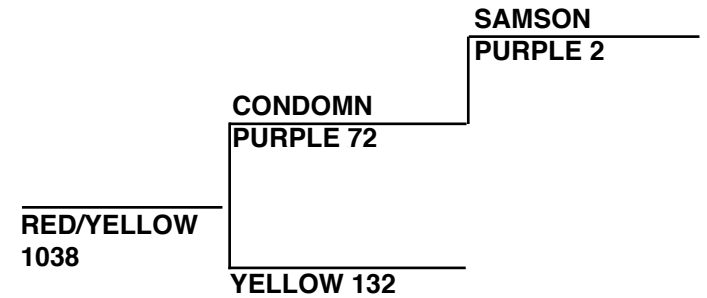 SAMSON
PURPLE 2
CONDOMN
PURPLE 72
RED/YELLOW
1038
YELLOW 132